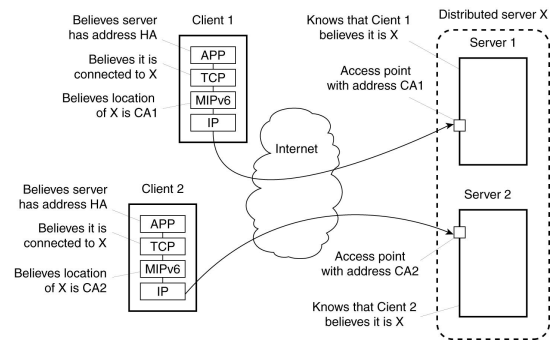 Believes server
has address HA
Believes it is
connected to X
Believes location
of X is CA1
Client 1
APP
TCP
MIPv6
IP
Internet
Knows that Cient 1
believes it is X
Access point
with address CA1
Distributed server X
Server 1
Believes server
has address HA
Believes it is
connected to X
Believes location
of X is CA2
Client 2
APP
TCP
MIPv6
IP
Server 2
Access point
with address CA2
Knows that Cient 2
believes it is X